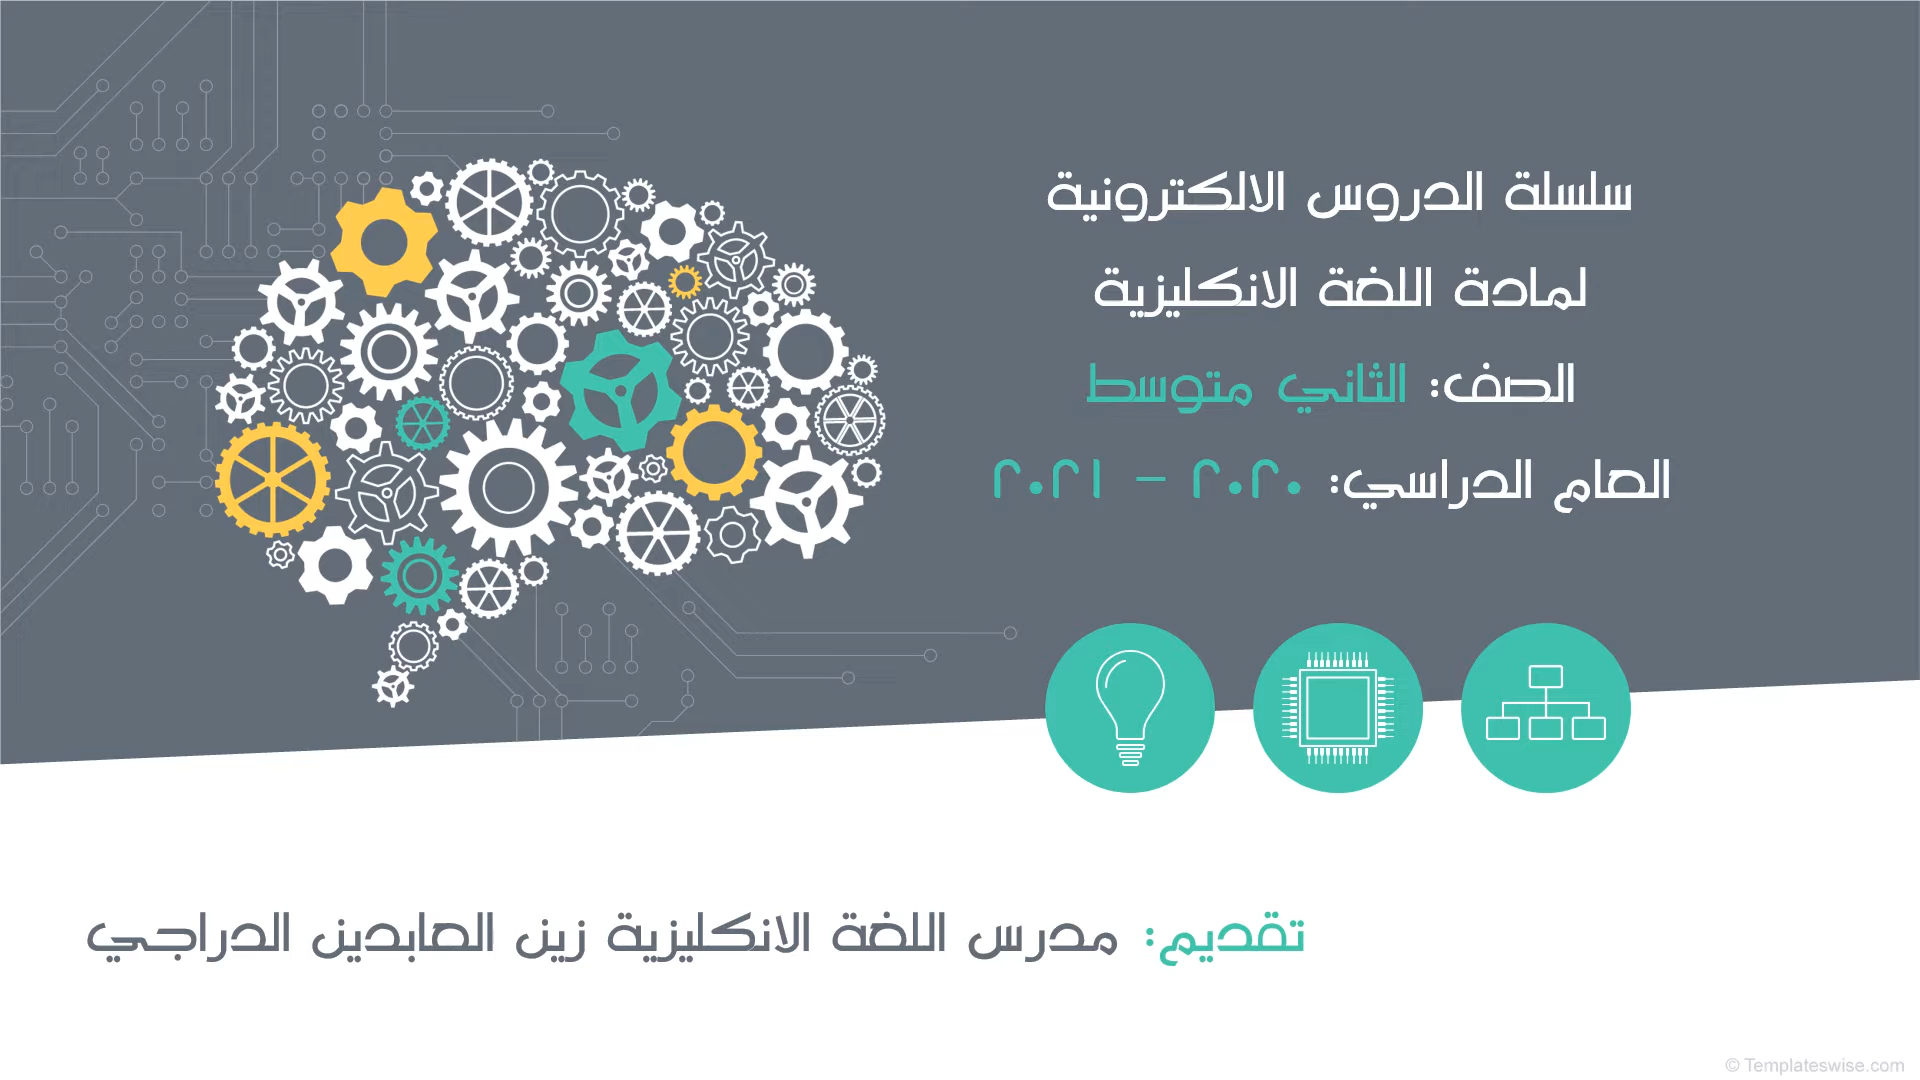 سلسلة الدروس الالكترونية
لمادة اللغة الانكليزية
الصف: الثاني متوسط
العام الدراسي: ٢٠٢٠ – ٢٠٢١
تقديم: مدرس اللغة الانكليزية زين العابدين الدراجي
© Templateswise.com